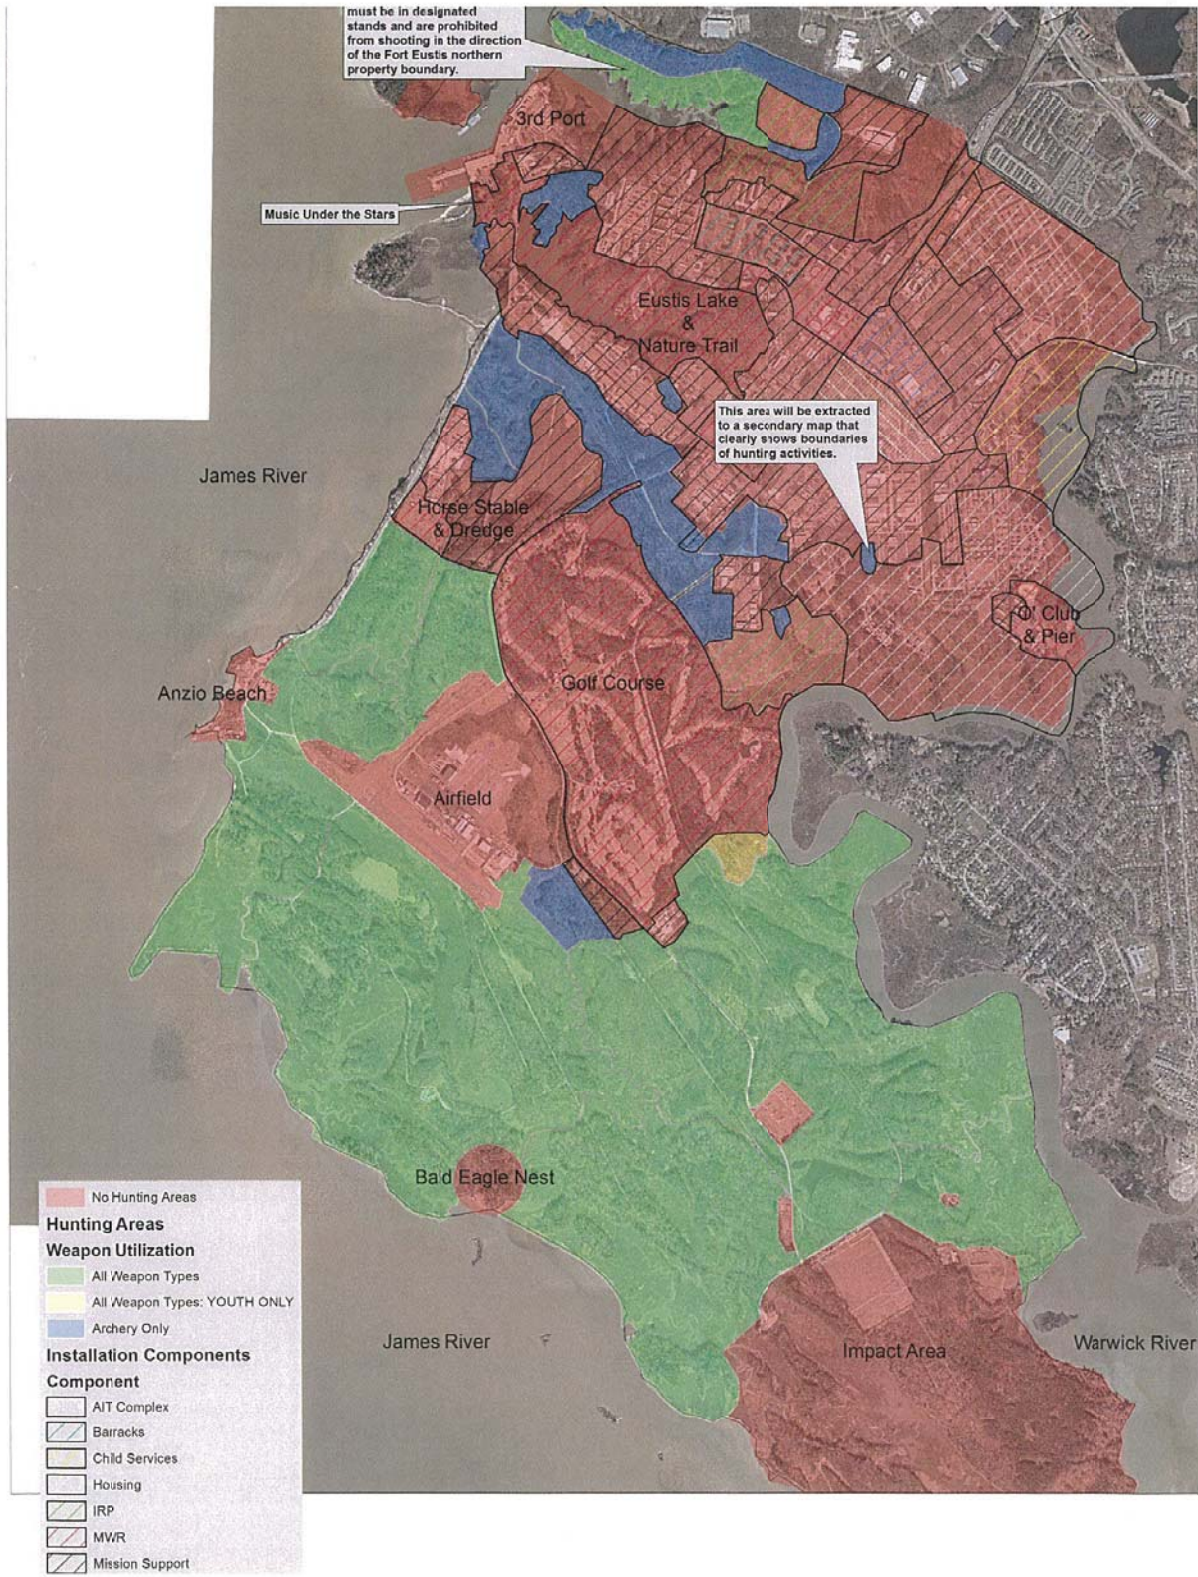 must be in designated
stands and are prohibited
from shooting in the direction
of the Fort Eustis northern
property boundary.
3rd Port
Music Under the Stars
Eustis Lake
&
Nature Trail
This area will be extracted
to a secondary map that
clearly shows boundaries
of hunting activities.
James River
Horse Stable
& Dredge
O' Club
& Pier
Anzio Beach
Golf Course
Airfield
Bald Eagle Nest
James River
Impact Area
Warwick River
No Hunting Areas
Hunting Areas
Weapon Utilization
All Weapon Types
All Weapon Types: YOUTH ONLY
Archery Only
Installation Components
Component
AIT Complex
Barracks
Child Services
Housing
IRP
MWR
Mission Support